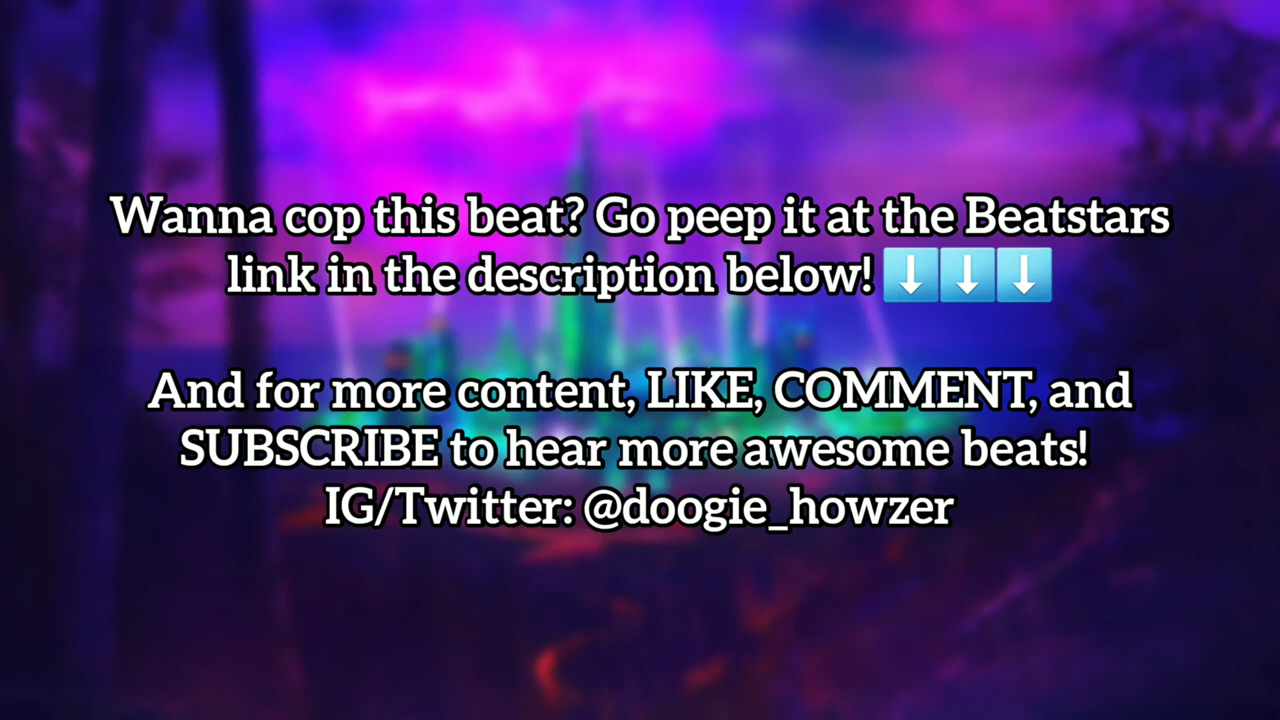 Wanna cop this beat? Go peep it at the Beatstars
link in the description below! ⬇️⬇️⬇️
And for more content, LIKE, COMMENT, and
SUBSCRIBE to hear more awesome beats!
IG/Twitter: @doogie_howzer